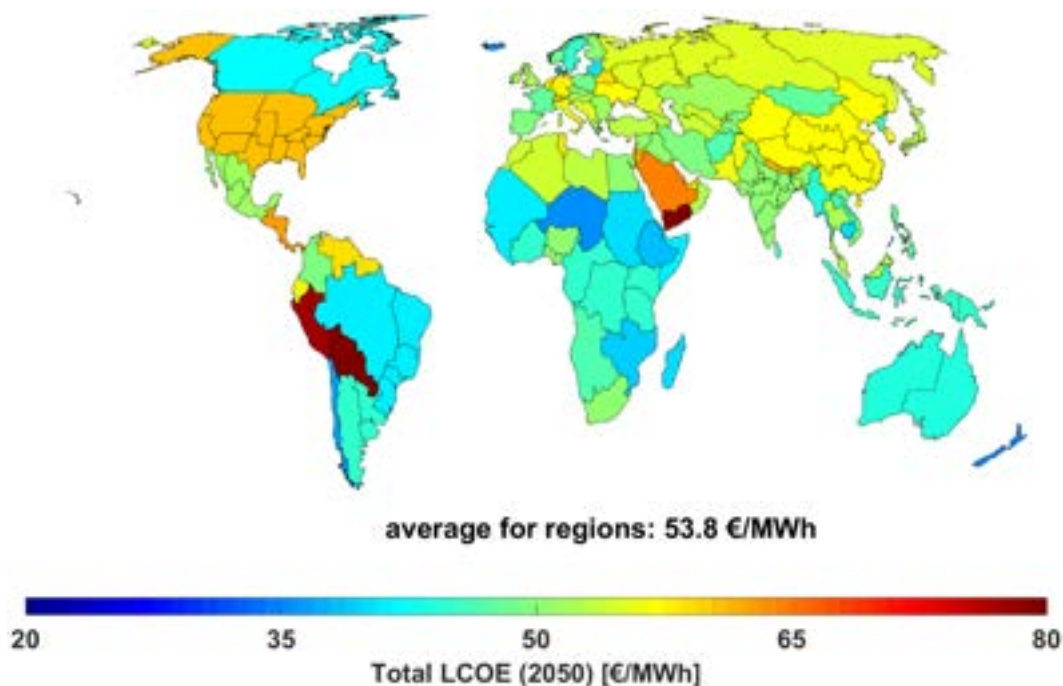 average for regions: 53.8 €/MWh
20 35 50 65 80
Total LCOE (2050) [€/MWh]